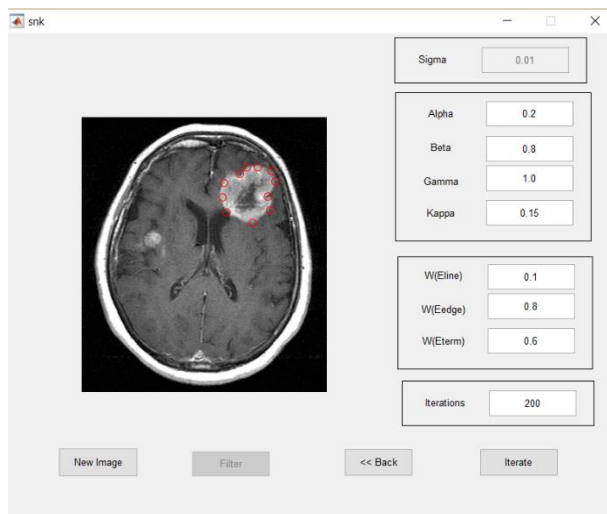 snk
Sigma 0.01
Alpha 0.2
Beta 0.8
Gamma 1.0
Kappa 0.15
W(Eline) 0.1
W(Eedge) 0.8
W(Eterm) 0.6
Iterations 200
New Image Filter << Back Iterate